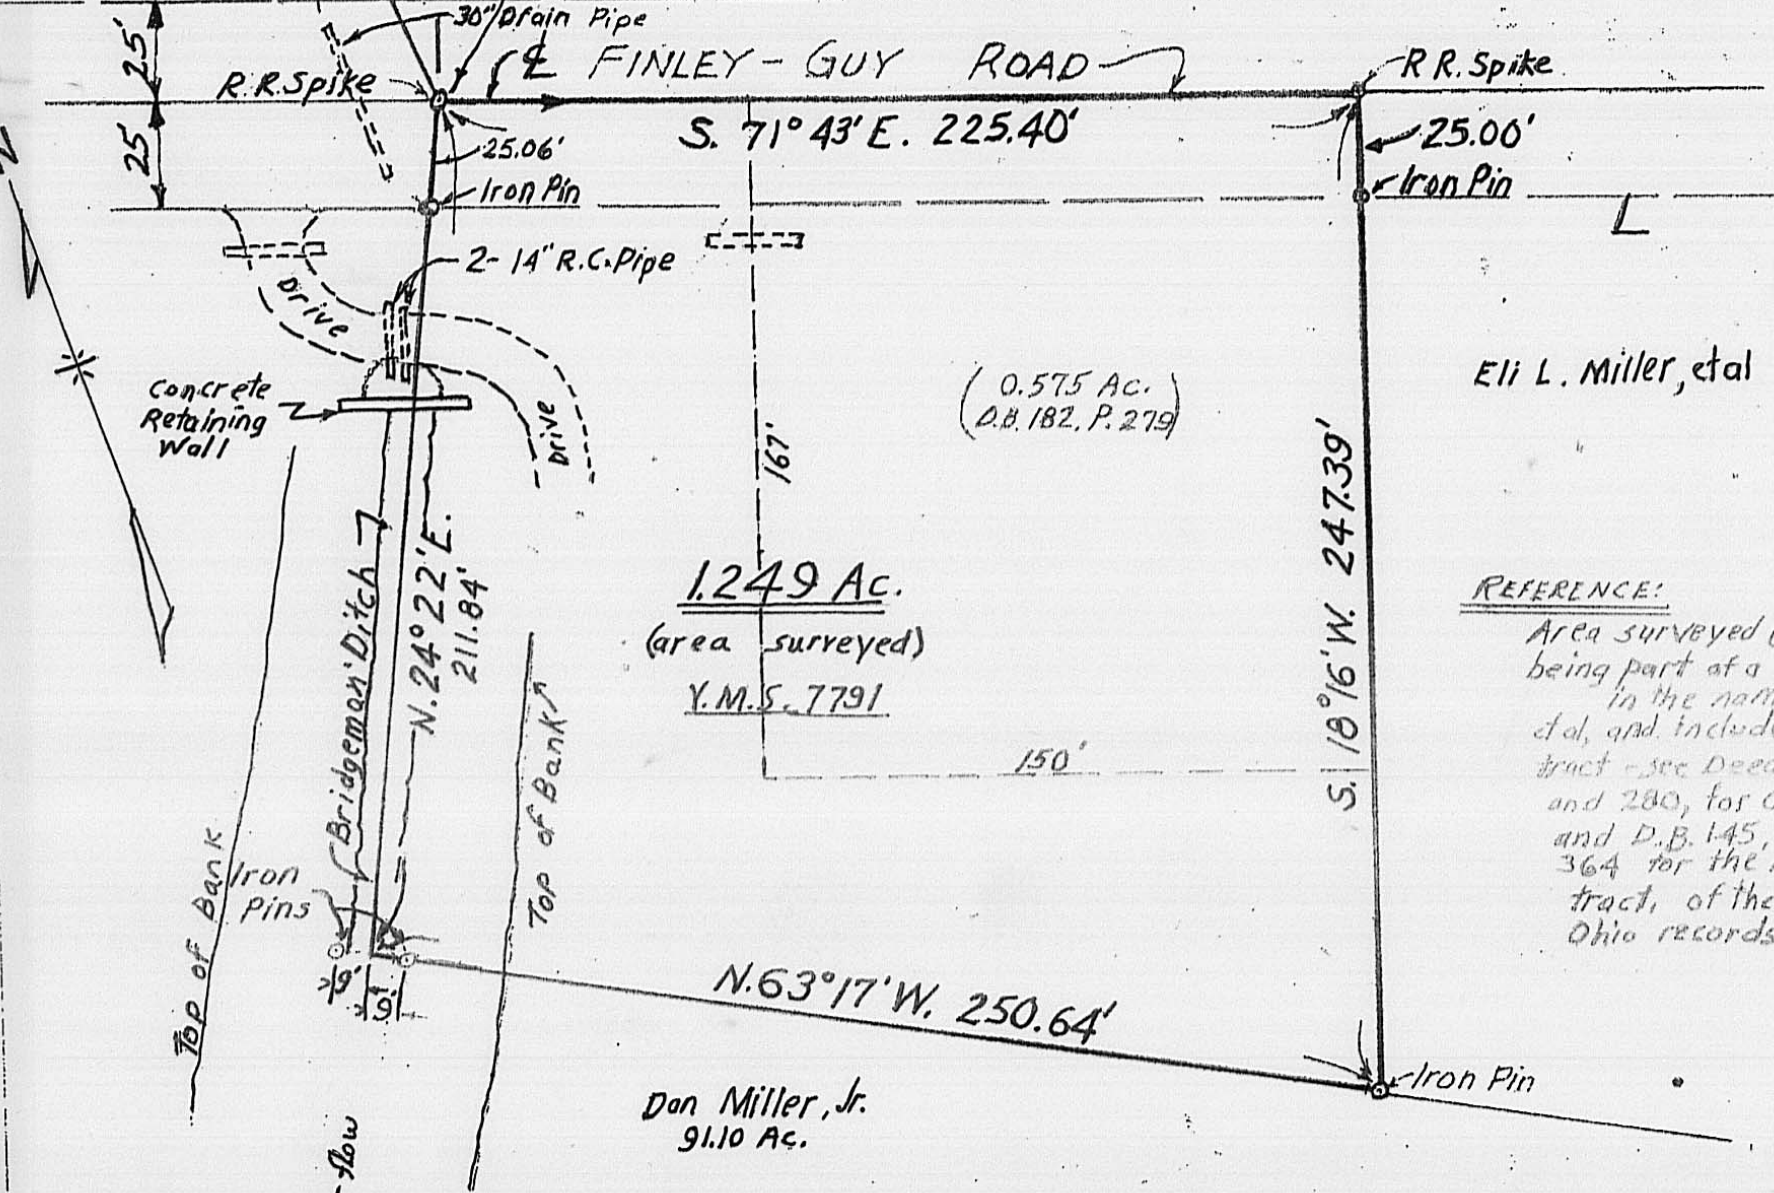 30" Drain Pipe
25'
R.R. Spike
℄ FINLEY - GUY ROAD
R R. Spike
S. 71° 43' E. 225.40'
25'
25.06'
25.00'
Iron Pin
Iron Pin
L
2- 14" R.C. Pipe
Drive
Concrete
Retaining
Wall
Drive
(0.575 Ac.
D.B. 182, P. 279)
Eli L. Miller, etal
167'
S. 18° 16' W. 247.39'
Bridgeman Ditch
N. 24° 22' E.
211.84'
1.249 Ac.
(area surveyed)
V.M.S. 7791
150'
REFERENCE:
Area surveyed
being part of a
in the
et al, and
tract - see
and 280, for
and D.B. 145,
364 for the
tract, of the
Ohio records
Top of Bank
Top of Bank
Iron
Pins
9'
9'
N. 63° 17' W. 250.64'
Iron Pin
Don Miller, Jr.
91.10 Ac.
flow